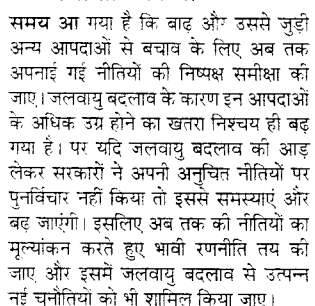 समय आ गया है कि बाढ़ और उससे जुड़ी
अन्य आपदाओं से बचाव के लिए अब तक
अपनाई गई नीतियों की निष्पक्ष समीक्षा की
जाए। जलवायु बदलाव के कारण इन आपदाओं
के अधिक उग्र होने का खतरा निश्चय ही बढ़
गया है। पर यदि जलवायु बदलाव की आड़
लेकर सरकारों ने अपनी अनुचित नीतियों पर
पुनर्विचार नहीं किया तो इससे समस्याएं और
बढ़ जाएंगी। इसलिए अब तक की नीतियों का
मूल्यांकन करते हुए भावी रणनीति तय की
जाए और इसमें जलवायु बदलाव से उत्पन्न
नई चुनौतियों को भी शामिल किया जाए।